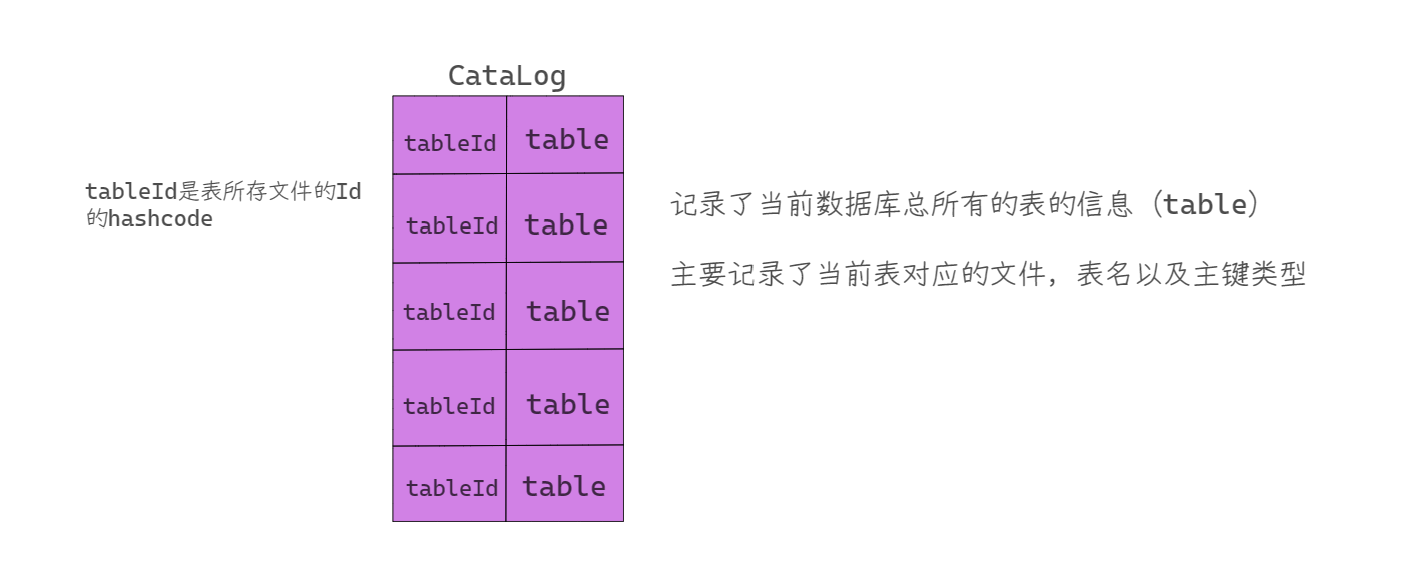 CataLog
tableId table
tableId是表所存文件的Id
的hashcode
tableId table
tableId table
tableId table
tableId table
记录了当前数据库总所有的表的信息（table）
主要记录了当前表对应的文件，表名以及主键类型